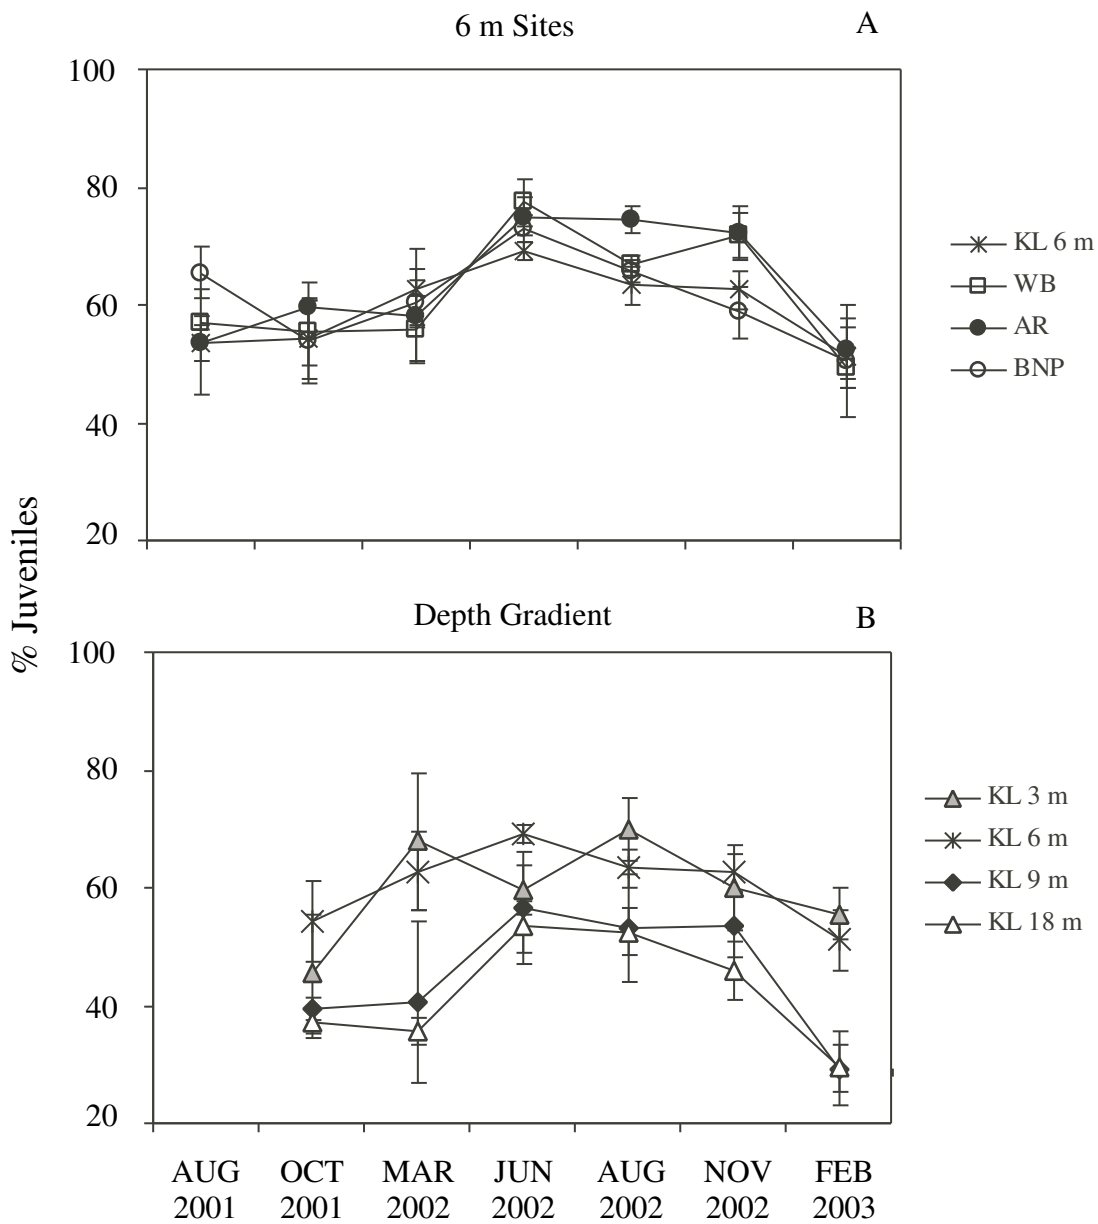 6 m Sites
A
100
80
60
40
20
KL 6 m
WB
AR
BNP
% Juveniles
Depth Gradient
B
100
80
60
40
20
KL 3 m
KL 6 m
KL 9 m
KL 18 m
AUG OCT MAR JUN AUG NOV FEB
2001 2001 2002 2002 2002 2002 2003